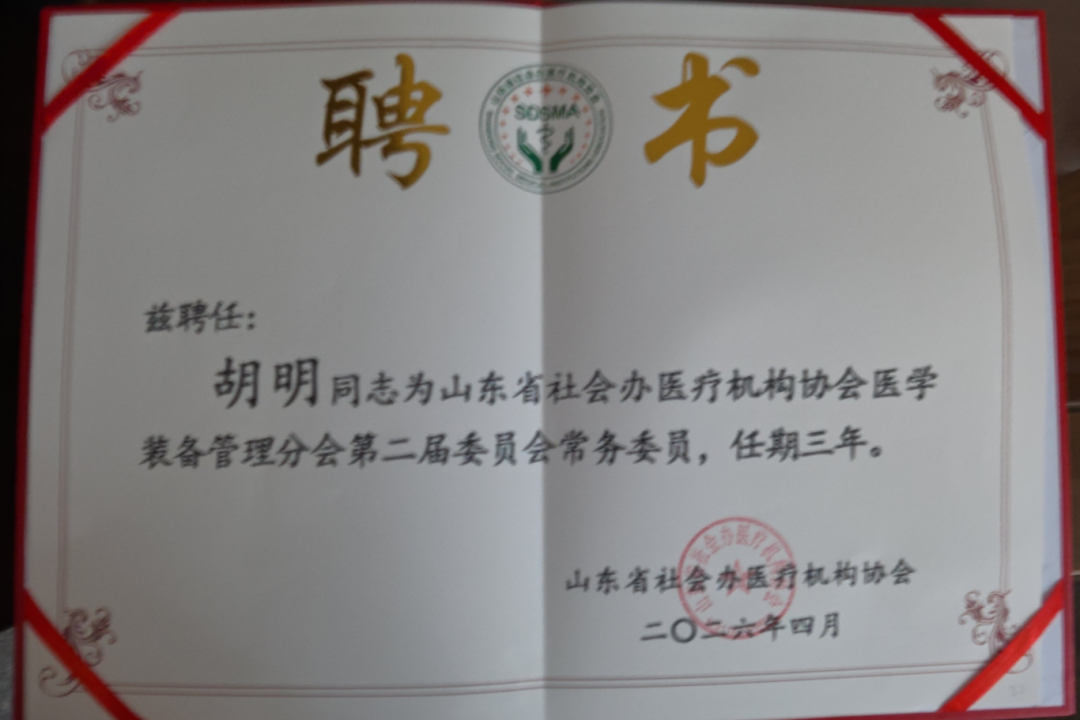 聘书
SDSMA
兹聘任：
胡明同志为山东省社会办医疗机构协会医学
装备管理分会第二届委员会常务委员，任期三年。
山东省社会办医疗机构协会
二〇二六年四月